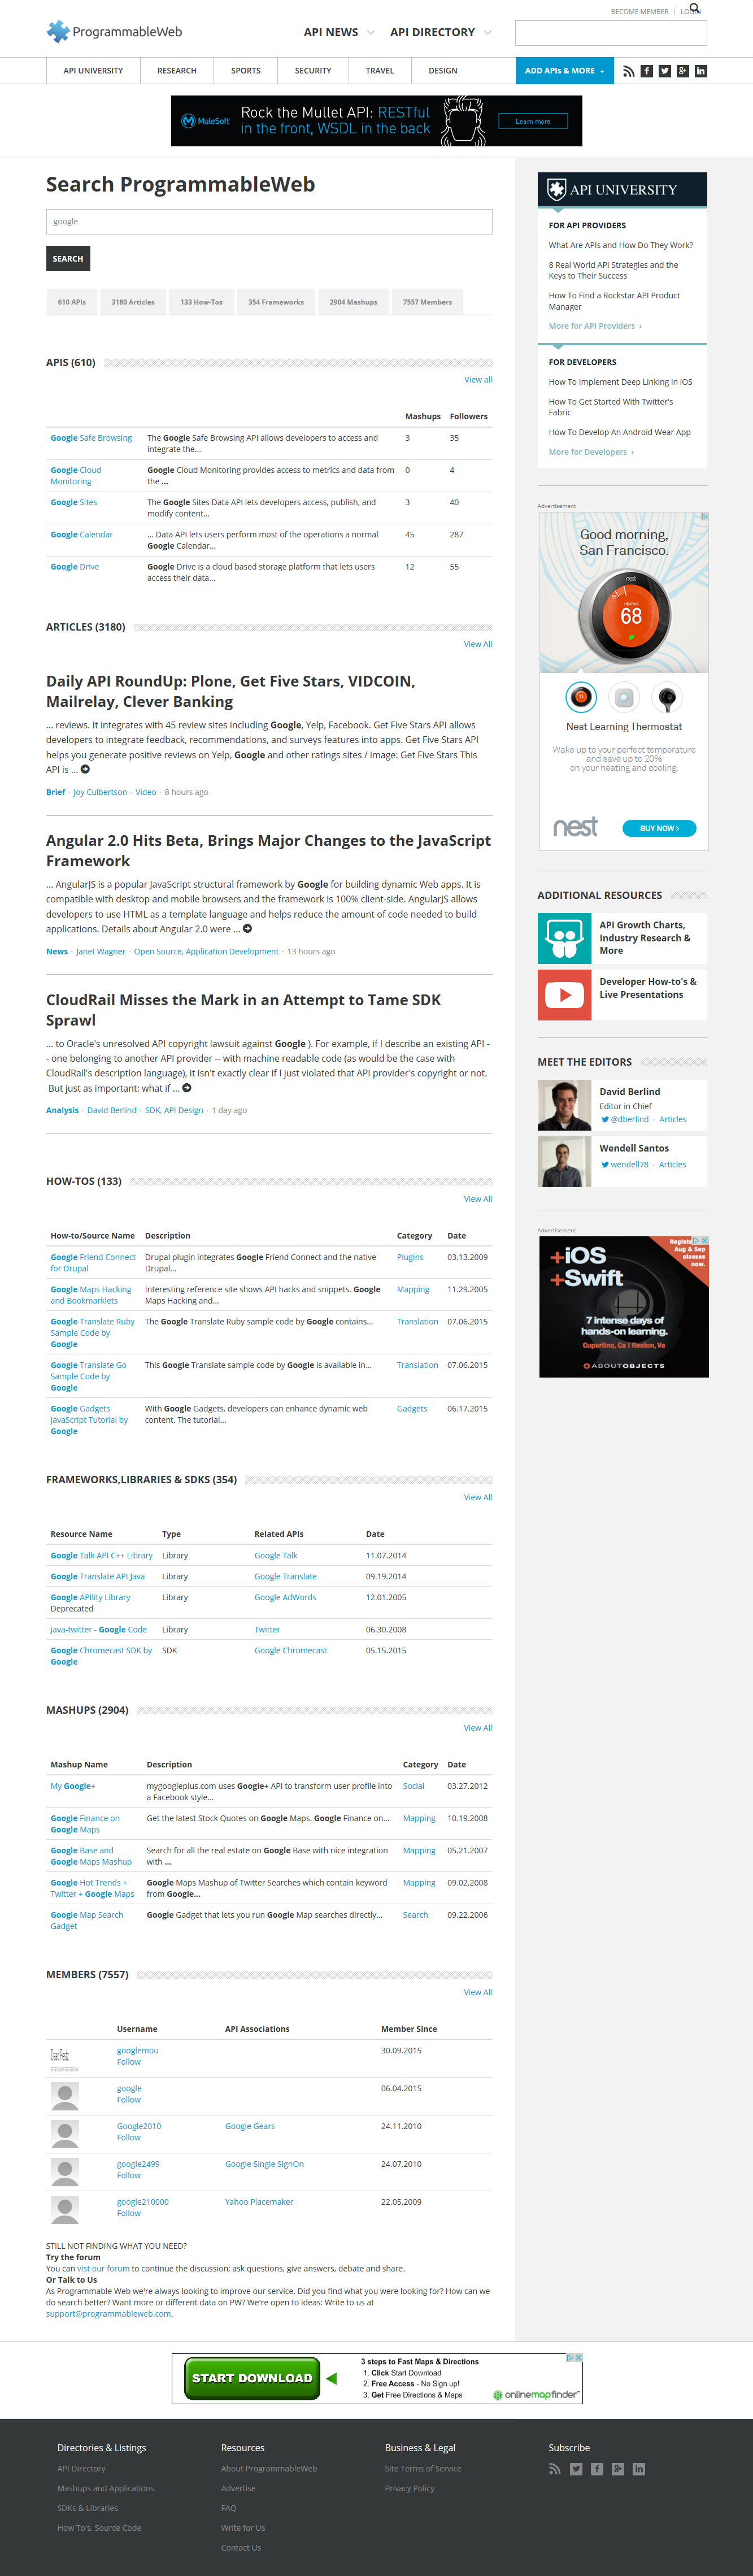 BECOME MEMBER | LOGIN
ProgrammableWeb
API NEWS
API DIRECTORY
API UNIVERSITY
RESEARCH
SPORTS
SECURITY
TRAVEL
DESIGN
ADD APIs & MORE
MuleSoft
Rock the Mullet API: RESTful
in the front, WSDL in the back
Learn more
Search ProgrammableWeb
google
SEARCH
610 APIs
3180 Articles
133 How-Tos
354 Frameworks
2904 Mashups
7557 Members
APIS (610)
View all
Mashups Followers
Google Safe Browsing
The Google Safe Browsing API allows developers to access and
integrate the...
3
35
Google Cloud
Monitoring
Google Cloud Monitoring provides access to metrics and data from
the ...
0
4
Google Sites
The Google Sites Data API lets developers access, publish, and
modify content...
3
40
Google Calendar
... Data API lets users perform most of the operations a normal
Google Calendar...
45
287
Google Drive
Google Drive is a cloud based storage platform that lets users
access their data...
12
55
ARTICLES (3180)
View All
Daily API RoundUp: Plone, Get Five Stars, VIDCOIN,
Mailrelay, Clever Banking
... reviews. It integrates with 45 review sites including Google, Yelp, Facebook. Get Five Stars API allows
developers to integrate feedback, recommendations, and surveys features into apps. Get Five Stars API
helps you generate positive reviews on Yelp, Google and other ratings sites / image: Get Five Stars This
API is ...
Brief · Joy Culbertson · Video · 8 hours ago
Angular 2.0 Hits Beta, Brings Major Changes to the JavaScript
Framework
... AngularJS is a popular JavaScript structural framework by Google for building dynamic Web apps. It is
compatible with desktop and mobile browsers and the framework is 100% client-side. AngularJS allows
developers to use HTML as a template language and helps reduce the amount of code needed to build
applications. Details about Angular 2.0 were ...
News · Janet Wagner · Open Source, Application Development · 13 hours ago
CloudRail Misses the Mark in an Attempt to Tame SDK
Sprawl
... to Oracle's unresolved API copyright lawsuit against Google ). For example, if I describe an existing API -
- one belonging to another API provider -- with machine readable code (as would be the case with
CloudRail's description language), it isn't exactly clear if I just violated that API provider's copyright or not.
But just as important: what if ...
Analysis · David Berlind · SDK, API Design · 1 day ago
HOW-TOS (133)
View All
How-to/Source Name Description Category Date
Google Friend Connect
for Drupal
Drupal plugin integrates Google Friend Connect and the native
Drupal...
Plugins
03.13.2009
Google Maps Hacking
and Bookmarklets
Interesting reference site shows API hacks and snippets. Google
Maps Hacking and...
Mapping
11.29.2005
Google Translate Ruby
Sample Code by
Google
The Google Translate Ruby sample code by Google contains...
Translation
07.06.2015
Google Translate Go
Sample Code by
Google
This Google Translate sample code by Google is available in...
Translation
07.06.2015
Google Gadgets
JavaScript Tutorial by
Google
With Google Gadgets, developers can enhance dynamic web
content. The tutorial...
Gadgets
06.17.2015
FRAMEWORKS,LIBRARIES & SDKS (354)
View All
Resource Name Type Related APIs Date
Google Talk API C++ Library Library Google Talk 11.07.2014
Google Translate API Java Library Google Translate 09.19.2014
Google APIlity Library
Deprecated
Library
Google AdWords
12.01.2005
java-twitter - Google Code Library Twitter 06.30.2008
Google Chromecast SDK by
Google
SDK
Google Chromecast
05.15.2015
MASHUPS (2904)
View All
Mashup Name Description Category Date
My Google+
mygoogleplus.com uses Google+ API to transform user profile into
a Facebook style...
Social
03.27.2012
Google Finance on
Google Maps
Get the latest Stock Quotes on Google Maps. Google Finance on...
Mapping
10.19.2008
Google Base and
Google Maps Mashup
Search for all the real estate on Google Base with nice integration
with ...
Mapping
05.21.2007
Google Hot Trends +
Twitter + Google Maps
Google Maps Mashup of Twitter Searches which contain keyword
from Google...
Mapping
09.02.2008
Google Map Search
Gadget
Google Gadget that lets you run Google Map searches directly...
Search
09.22.2006
MEMBERS (7557)
View All
Username API Associations Member Since
googlemou
Follow
30.09.2015
google
Follow
06.04.2015
Google2010
Follow
Google Gears
24.11.2010
google2499
Follow
Google Single SignOn
24.07.2010
google210000
Follow
Yahoo Placemaker
22.05.2009
STILL NOT FINDING WHAT YOU NEED?
Try the forum
You can vist our forum to continue the discussion; ask questions, give answers, debate and share.
Or Talk to Us
As Programmable Web we're always looking to improve our service. Did you find what you were looking for? How can we
do search better? Want more or different data on PW? We're open to ideas: Write to us at
support@programmableweb.com.
API UNIVERSITY
FOR API PROVIDERS
What Are APIs and How Do They Work?
8 Real World API Strategies and the
Keys to Their Success
How To Find a Rockstar API Product
Manager
More for API Providers ›
FOR DEVELOPERS
How To Implement Deep Linking in iOS
How To Get Started With Twitter's
Fabric
How To Develop An Android Wear App
More for Developers ›
Advertisement
Good morning,
San Francisco.
nest
HEATING
68
Nest Learning Thermostat
Wake up to your perfect temperature
and save up to 20%
on your heating and cooling.
nest
BUY NOW >
ADDITIONAL RESOURCES
API Growth Charts,
Industry Research &
More
Developer How-to's &
Live Presentations
MEET THE EDITORS
David Berlind
Editor in Chief
@dberlind · Articles
Wendell Santos
wendell78 · Articles
Advertisement
+iOS
+Swift
Register
Aug & Sep
classes
now.
7 intense days of
hands-on learning.
Cupertino, Ca | Reston, Va
ABOUTOBJECTS
START DOWNLOAD
3 steps to Fast Maps & Directions
1. Click Start Download
2. Free Access - No Sign up!
3. Get Free Directions & Maps
onlinemapfinder
Directories & Listings
API Directory
Mashups and Applications
SDKs & Libraries
How To's, Source Code
Resources
About ProgrammableWeb
Advertise
FAQ
Write for Us
Contact Us
Business & Legal
Site Terms of Service
Privacy Policy
Subscribe